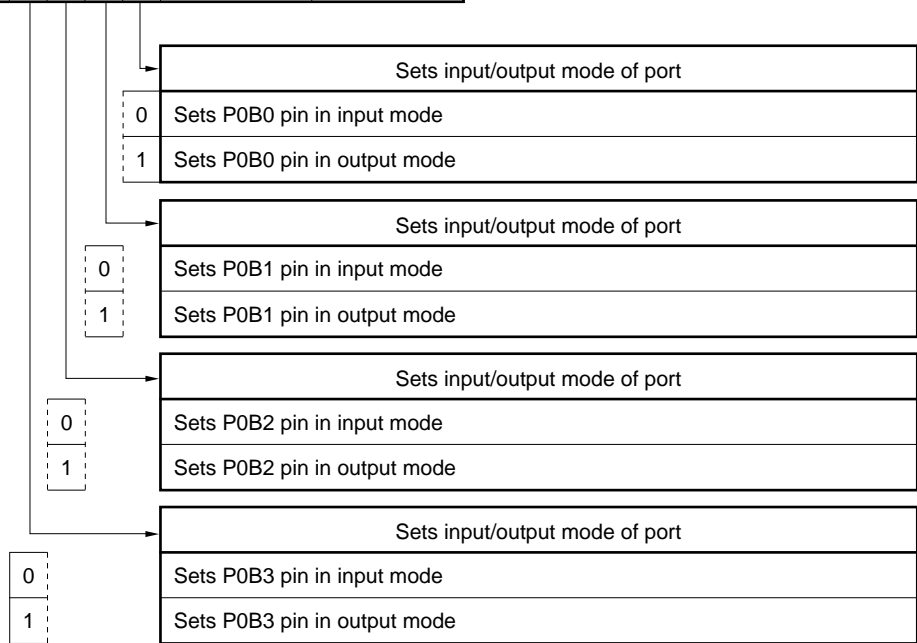 Sets input/output mode of port
0 Sets P0B0 pin in input mode
1 Sets P0B0 pin in output mode
Sets input/output mode of port
0 Sets P0B1 pin in input mode
1 Sets P0B1 pin in output mode
Sets input/output mode of port
0 Sets P0B2 pin in input mode
1 Sets P0B2 pin in output mode
Sets input/output mode of port
0 Sets P0B3 pin in input mode
1 Sets P0B3 pin in output mode